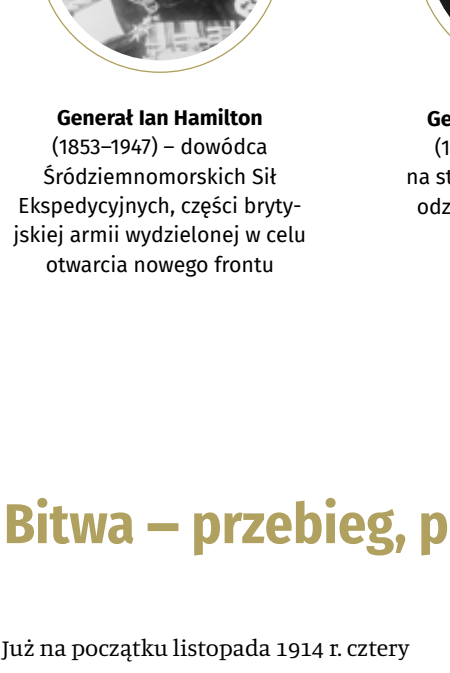 Generał Ian Hamilton
(1853–1947) – dowódca
Śródziemnomorskich Sił
Ekspedycyjnych, części bryty-
jskiej armii wydzielonej w celu
otwarcia nowego frontu
na
Bitwa – przebieg,
Już na początku listopada 1914 r. cztery